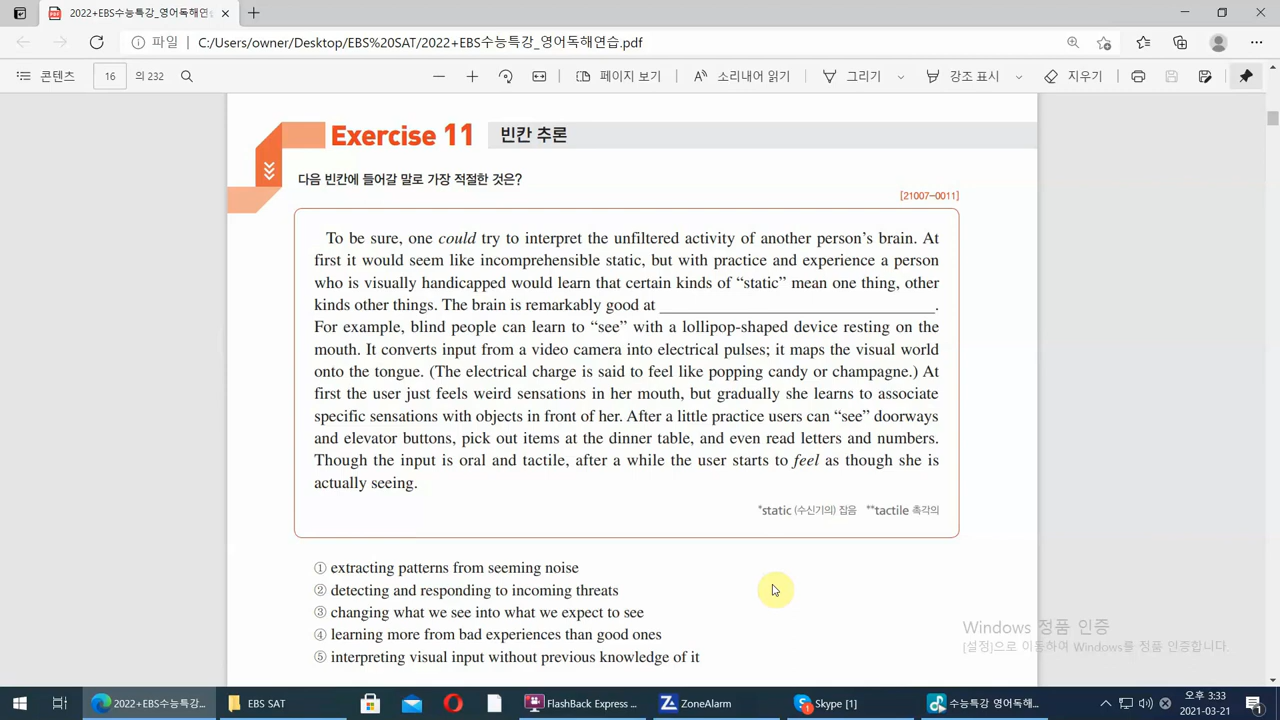 2022+EBS수능특강_영어독해연습
파일 C:/Users/owner/Desktop/EBS%20SAT/2022+EBS수능특강_영어독해연습.pdf
콘텐츠 16 의 232 페이지 보기 소리내어 읽기 그리기 강조 표시 지우기
Exercise 11 빈칸 추론
다음 빈칸에 들어갈 말로 가장 적절한 것은?
[21007-0011]
To be sure, one could try to interpret the unfiltered activity of another person's brain. At
first it would seem like incomprehensible static, but with practice and experience a person
who is visually handicapped would learn that certain kinds of “static” mean one thing, other
kinds other things. The brain is remarkably good at ______________________________.
For example, blind people can learn to “see” with a lollipop-shaped device resting on the
mouth. It converts input from a video camera into electrical pulses; it maps the visual world
onto the tongue. (The electrical charge is said to feel like popping candy or champagne.) At
first the user just feels weird sensations in her mouth, but gradually she learns to associate
specific sensations with objects in front of her. After a little practice users can “see” doorways
and elevator buttons, pick out items at the dinner table, and even read letters and numbers.
Though the input is oral and tactile, after a while the user starts to feel as though she is
actually seeing.
*static (수신기의) 잡음 **tactile 촉각의
① extracting patterns from seeming noise
② detecting and responding to incoming threats
③ changing what we see into what we expect to see
④ learning more from bad experiences than good ones
⑤ interpreting visual input without previous knowledge of it
Windows 정품 인증
[설정]으로 이동하여 Windows를 정품 인증합니다.
2022+EBS수능특강... EBS SAT FlashBack Express ... ZoneAlarm Skype [1] 수능특강 영어독해... 오후 3:33
2021-03-21